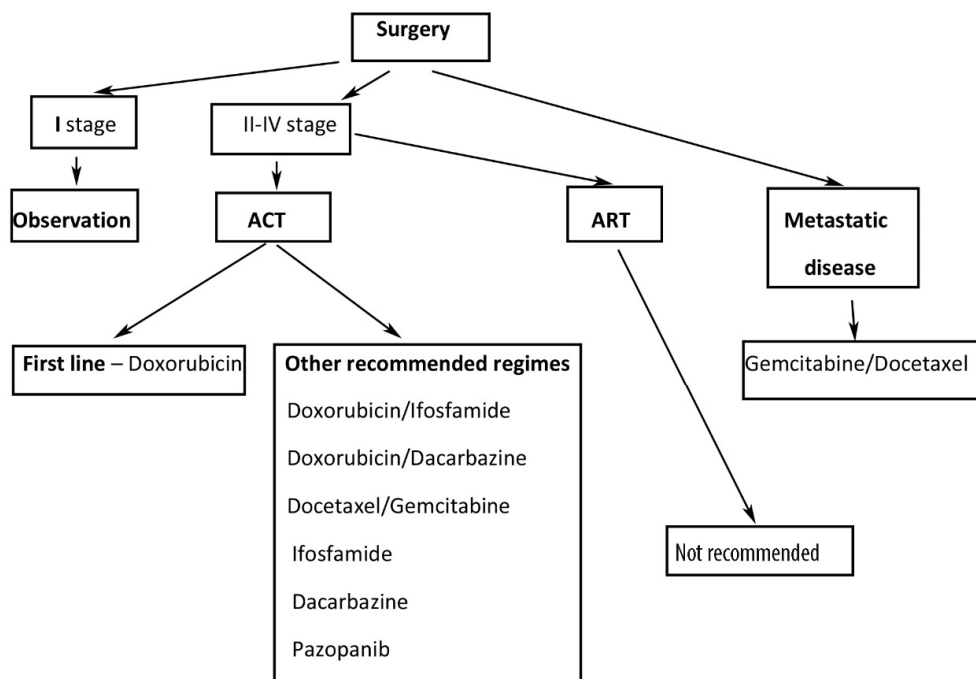 Surgery
I stage
II-IV stage
Observation
ACT
ART
Metastatic
disease
First line – Doxorubicin
Other recommended regimes
Doxorubicin/Ifosfamide
Doxorubicin/Dacarbazine
Docetaxel/Gemcitabine
Ifosfamide
Dacarbazine
Pazopanib
Gemcitabine/Docetaxel
Not recommended